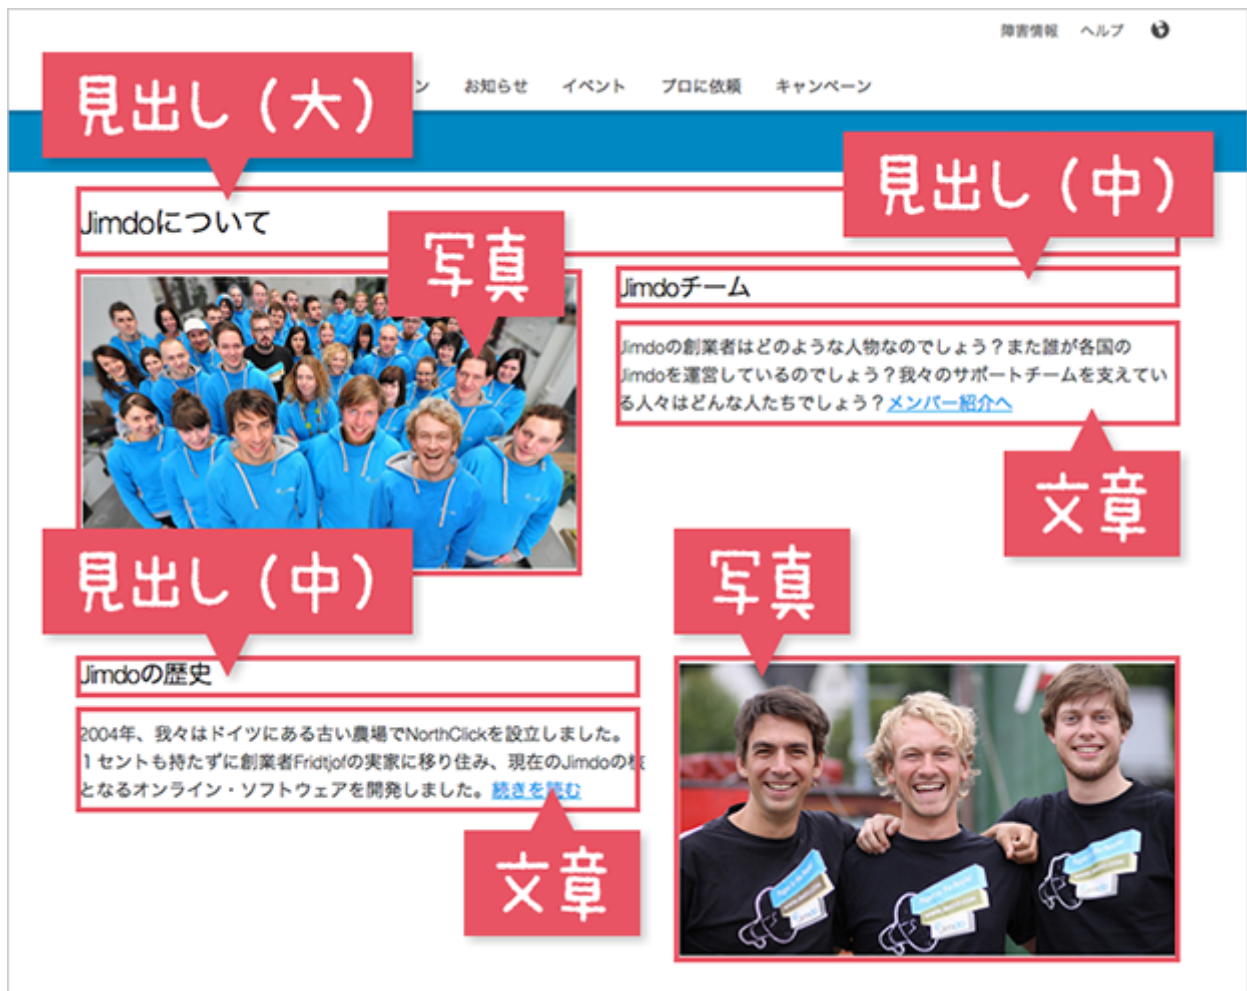 障害情報 ヘルプ
見出し（大）
ン お知らせ イベント プロに依頼 キャンペーン
見出し（中）
Jimdoについて
写真
Jimdoチーム
Jimdoの創業者はどのような人物なのでしょう？また誰が各国の
Jimdoを運営しているのでしょう？我々のサポートチームを支えてい
る人々はどんな人たちでしょう？メンバー紹介へ
文章
見出し（中）
写真
Jimdoの歴史
2004年、我々はドイツにある古い農場でNorthClickを設立しました。
１セントも持たずに創業者Fridtjofの実家に移り住み、現在のJimdoの核
となるオンライン・ソフトウェアを開発しました。続きを読む
文章